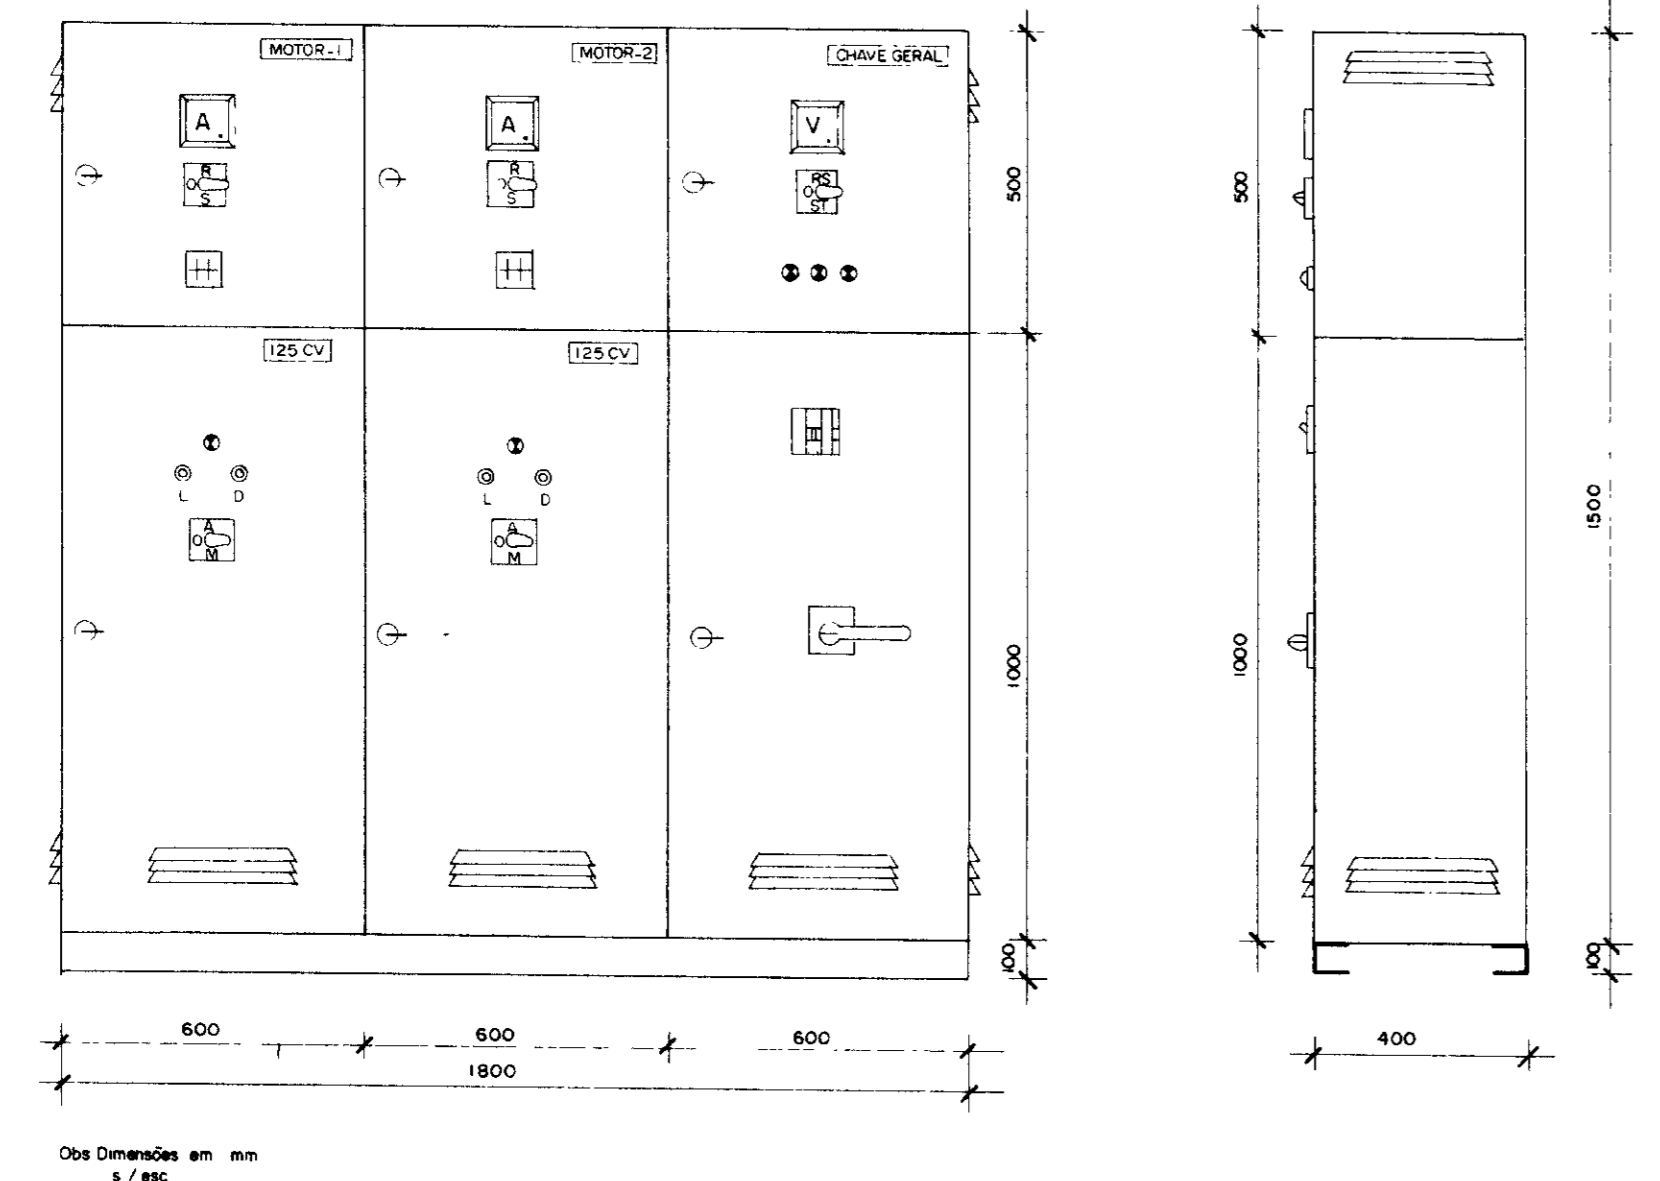 MOTOR-1
MOTOR-2
CHAVE GERAL
A
A
V
R
O
S
R
O
S
RS
O
ST
500
500
125 CV
125 CV
L D
L D
A
O
M
A
O
M
1000
1000
1500
100
100
600
600
600
400
1800
Obs Dimensões em mm
s / esc